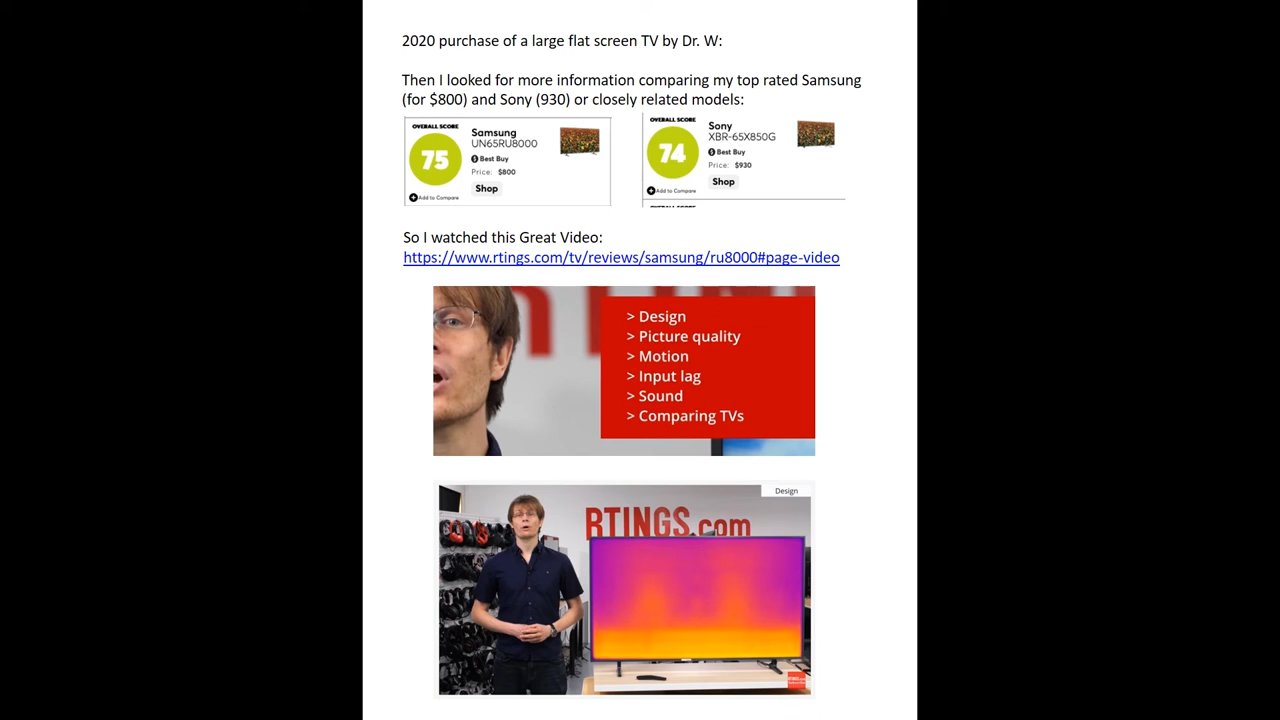 2020 purchase of a large flat screen TV by Dr. W:
Then I looked for more information comparing my top rated Samsung
(for $800) and Sony (930) or closely related models:
OVERALL SCORE
75
Samsung
UN65RU8000
$ Best Buy
Price: $800
Shop
Add to Compare
OVERALL SCORE
74
Sony
XBR-65X850G
$ Best Buy
Price: $930
Shop
Add to Compare
OVERALL SCORE
So I watched this Great Video:
https://www.rtings.com/tv/reviews/samsung/ru8000#page-video
> Design
> Picture quality
> Motion
> Input lag
> Sound
> Comparing TVs
Design
RTINGS.com
RTINGS.com